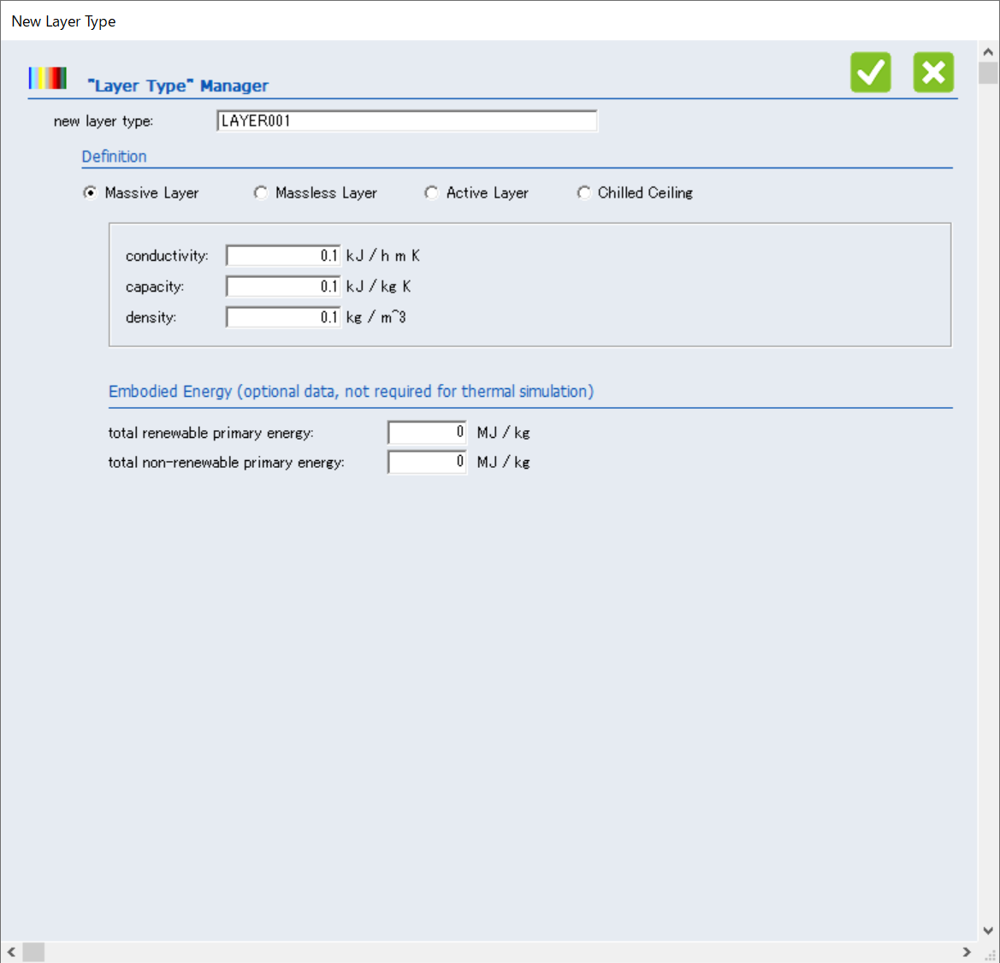 New Layer Type
"Layer Type" Manager
new layer type: LAYER001
Definition
Massive Layer Massless Layer Active Layer Chilled Ceiling
conductivity: 0.1 kJ / h m K
capacity: 0.1 kJ / kg K
density: 0.1 kg / m^3
Embodied Energy (optional data, not required for thermal simulation)
total renewable primary energy: 0 MJ / kg
total non-renewable primary energy: 0 MJ / kg